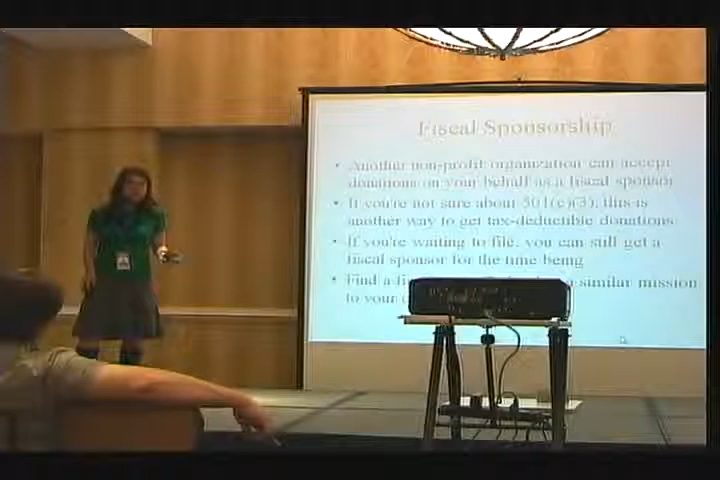 Fiscal Sponsorship
• Another non-profit organization can accept
donations on your behalf as a fiscal sponsor
• If you're not sure about 501(c)(3), this is
another way to get tax-deductible donations
• If you're waiting to file, you can still get a
fiscal sponsor for the time being
• Find a similar mission
to your